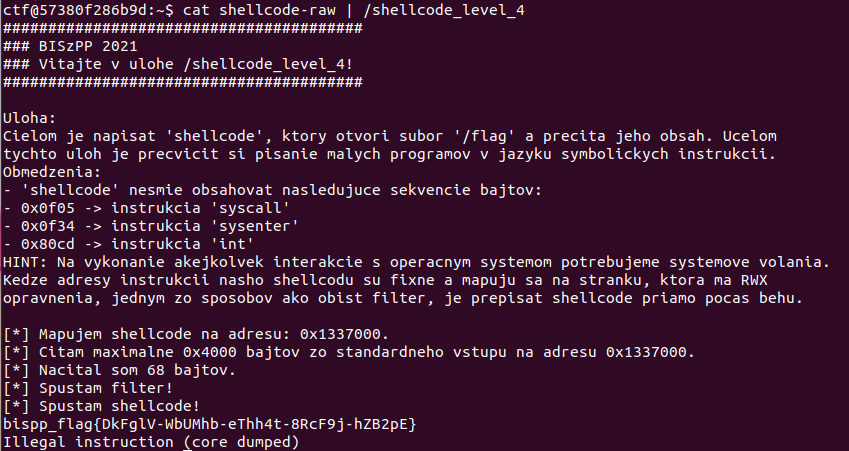 ctf@57380f286b9d:~$ cat shellcode-raw | /shellcode_level_4
########################################
### BISzPP 2021
### Vitajte v ulohe /shellcode_level_4!
########################################
Uloha:
Cielom je napisat 'shellcode', ktory otvori subor '/flag' a precita jeho obsah. Ucelom
tychto uloh je precvicit si pisanie malych programov v jazyku symbolickych instrukcii.
Obmedzenia:
- 'shellcode' nesmie obsahovat nasledujuce sekvencie bajtov:
- 0x0f05 -> instrukcia 'syscall'
- 0x0f34 -> instrukcia 'sysenter'
- 0x80cd -> instrukcia 'int'
HINT: Na vykonanie akejkolvek interakcie s operacnym systemom potrebujeme systemove volania.
Kedze adresy instrukcii nasho shellcodu su fixne a mapuju sa na stranku, ktora ma RWX
opravnenia, jednym zo sposobov ako obist filter, je prepisat shellcode priamo pocas behu.
[*] Mapujem shellcode na adresu: 0x1337000.
[*] Citam maximalne 0x4000 bajtov zo standardneho vstupu na adresu 0x1337000.
[*] Nacital som 68 bajtov.
[*] Spustam filter!
[*] Spustam shellcode!
bispp_flag{DkFglV-WbUMhb-eThh4t-8RcF9j-hZB2pE}
Illegal instruction (core dumped)